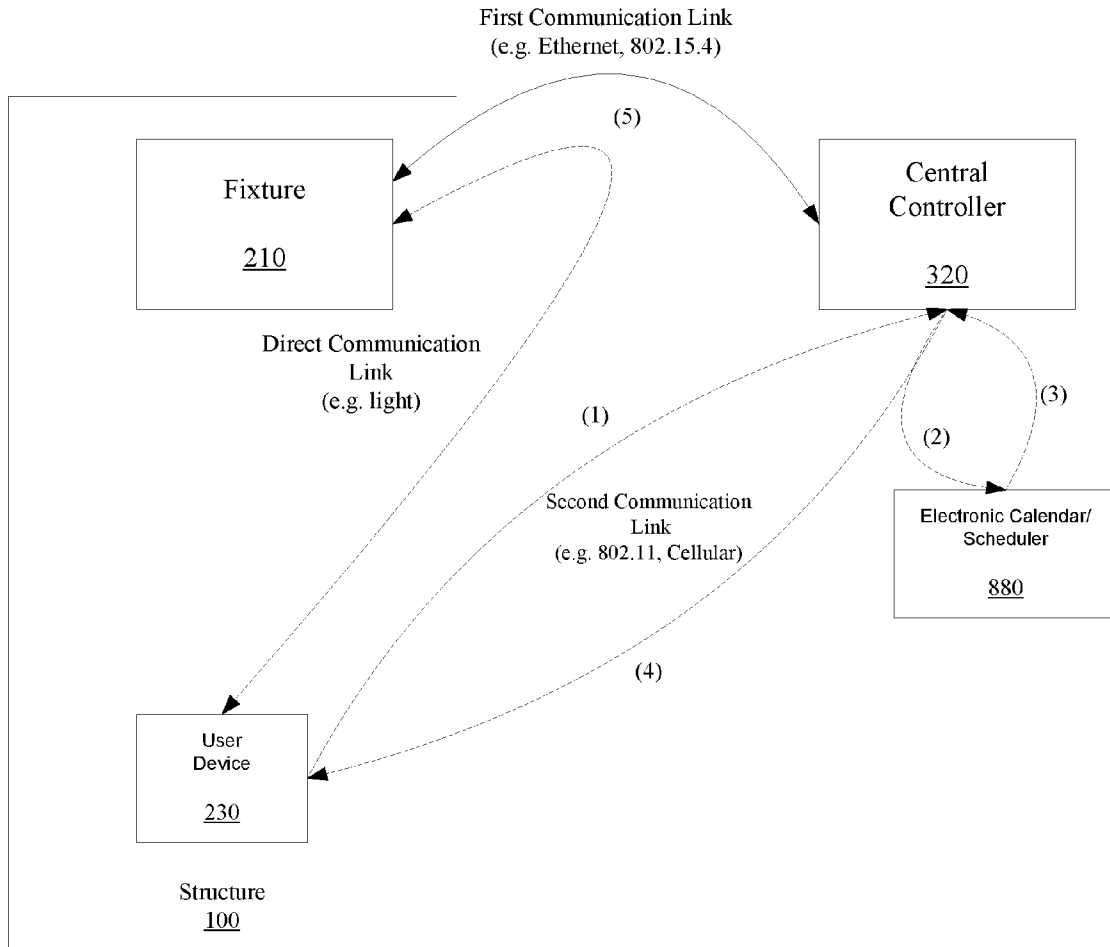 First Communication Link
(e.g. Ethernet, 802.15.4)
(5)
Fixture
210
Central
Controller
320
Direct Communication
Link
(e.g. light)
(1)
(2)
(3)
Second Communication
Link
(e.g. 802.11, Cellular)
Electronic Calendar/
Scheduler
880
(4)
User
Device
230
Structure
100